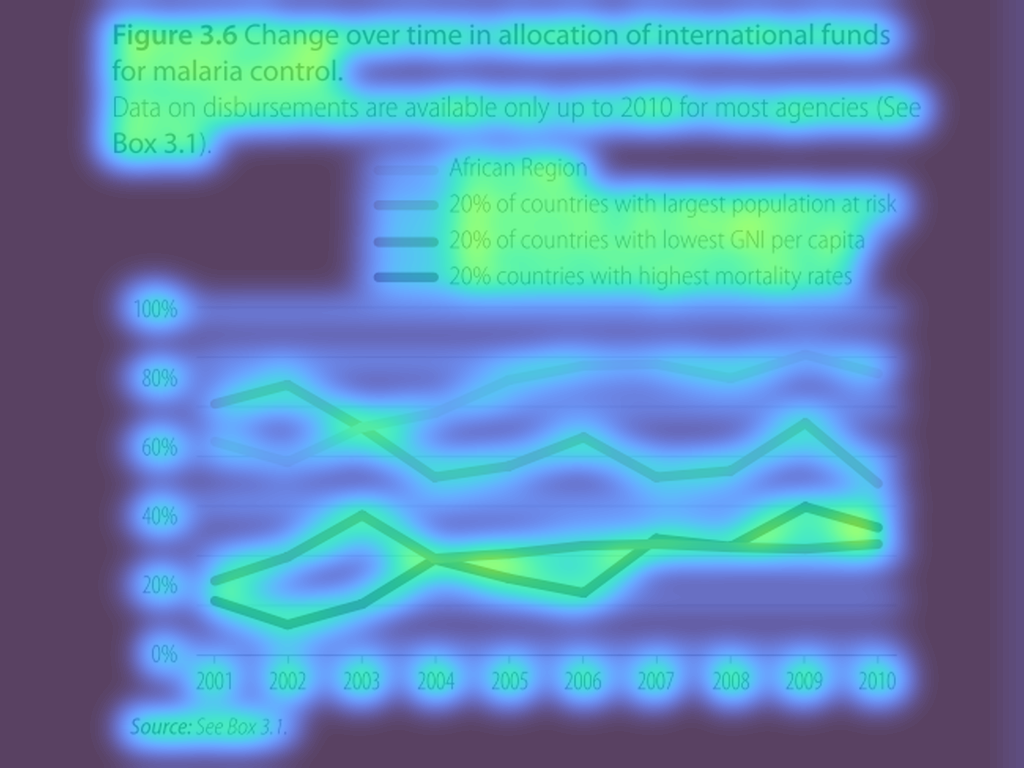 Figure 3.6 Change over time in allocation of international funds
for malaria control.
Data on disbursements are available only up to 2010 for most agencies (See
Box 3.1).
African Region
20% of countries with largest population at risk
20% of countries with lowest GNI per capita
20% countries with highest mortality rates
100%
80%
60%
40%
20%
0%
2001 2002 2003 2004 2005 2006 2007 2008 2009 2010
Source: See Box 3.1.